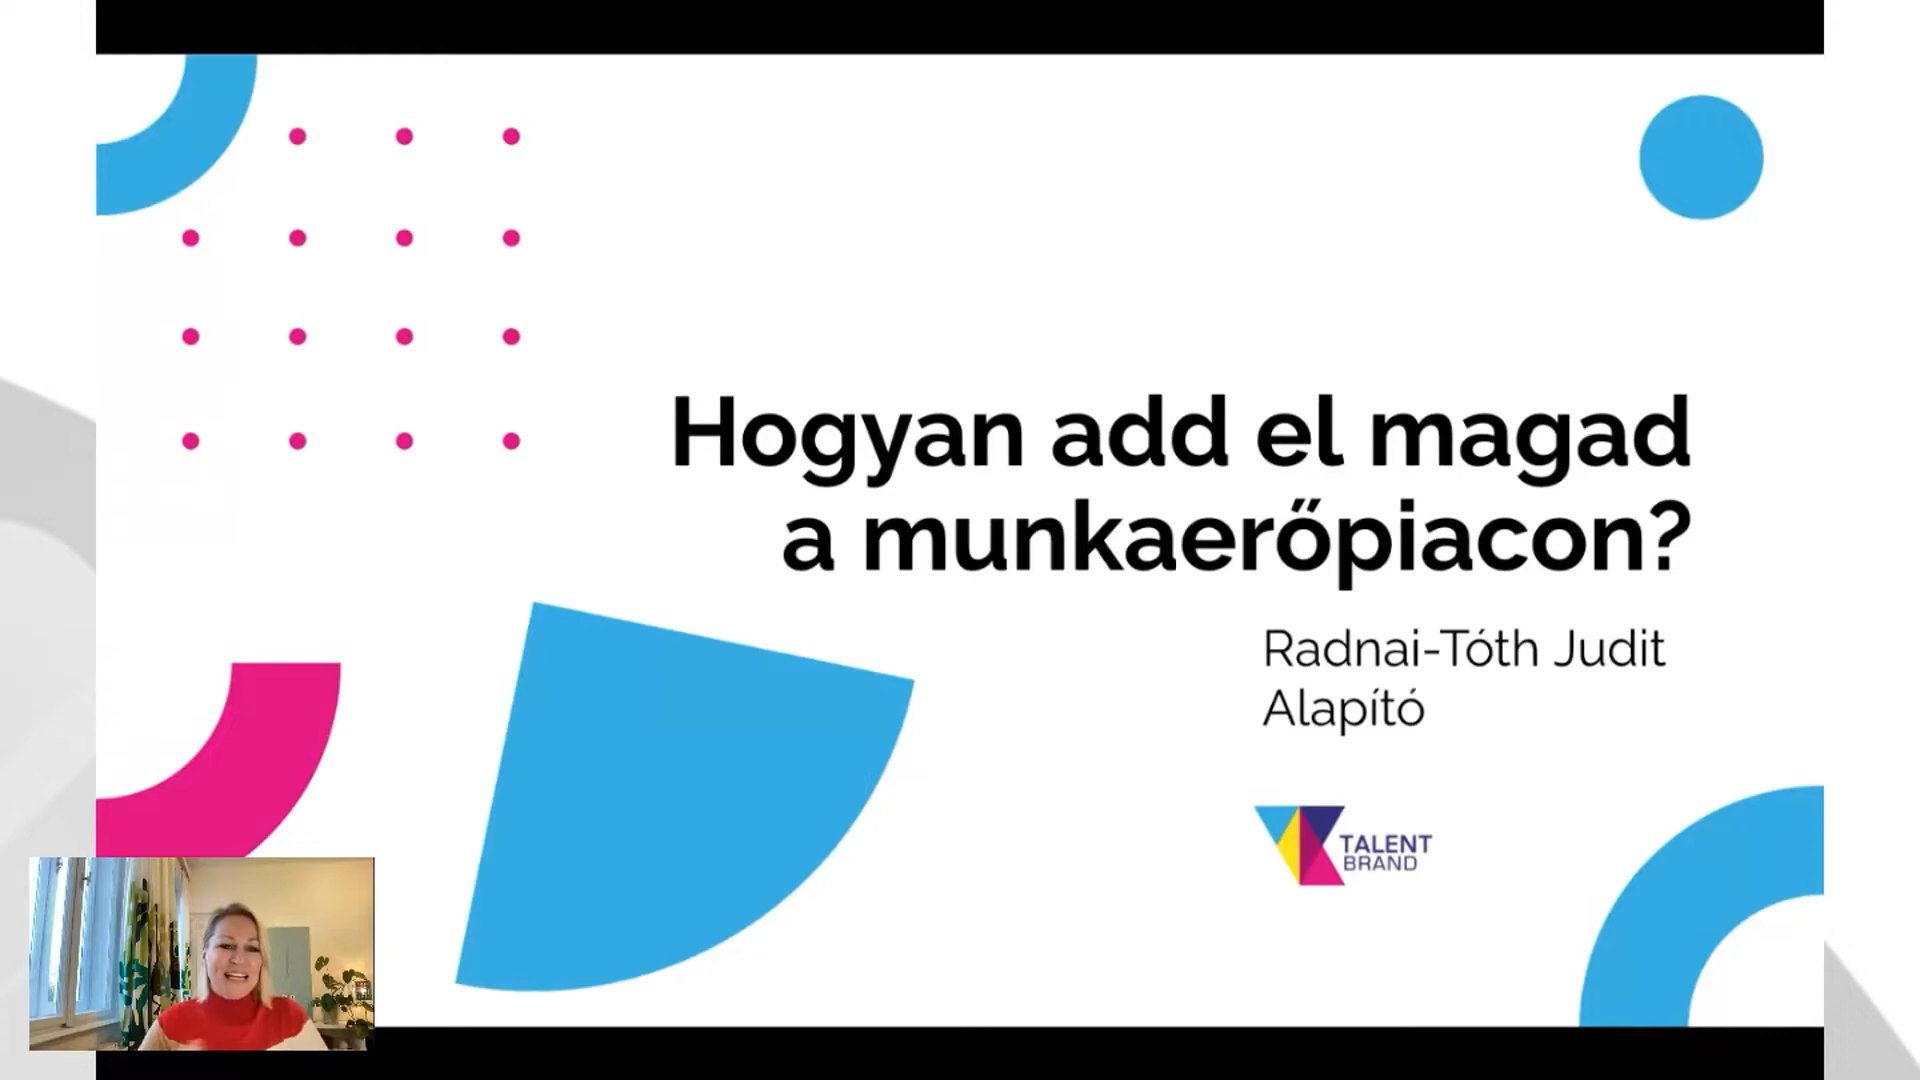 Hogyan add el magad
a munkaerőpiacon?
Radnai-Tóth Judit
Alapító
TALENT
BRAND